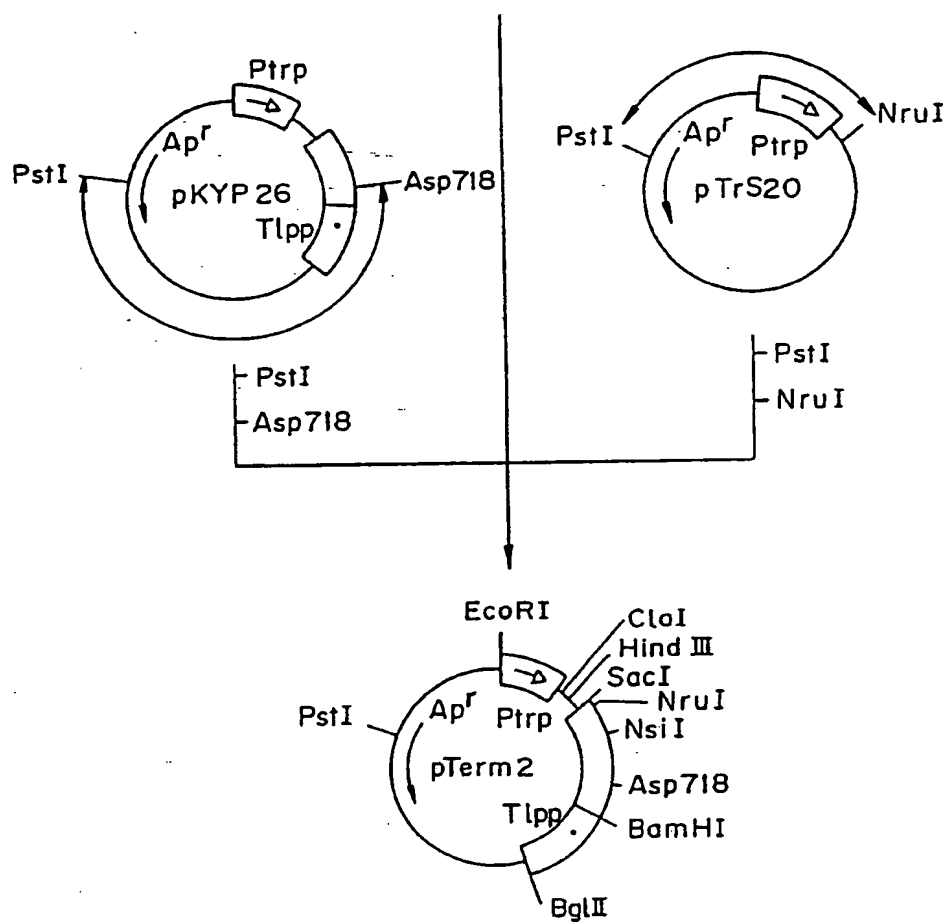 Ptrp
Apr
PstI
pKYP26
Asp718
Tlpp
PstI
Asp718
PstI
NruI
Apr
Ptrp
pTrS20
PstI
NruI
EcoRI
ClaI
Hind III
SacI
NruI
NsiI
PstI
Apr
Ptrp
pTerm2
Asp718
Tlpp
BamHI
BglII